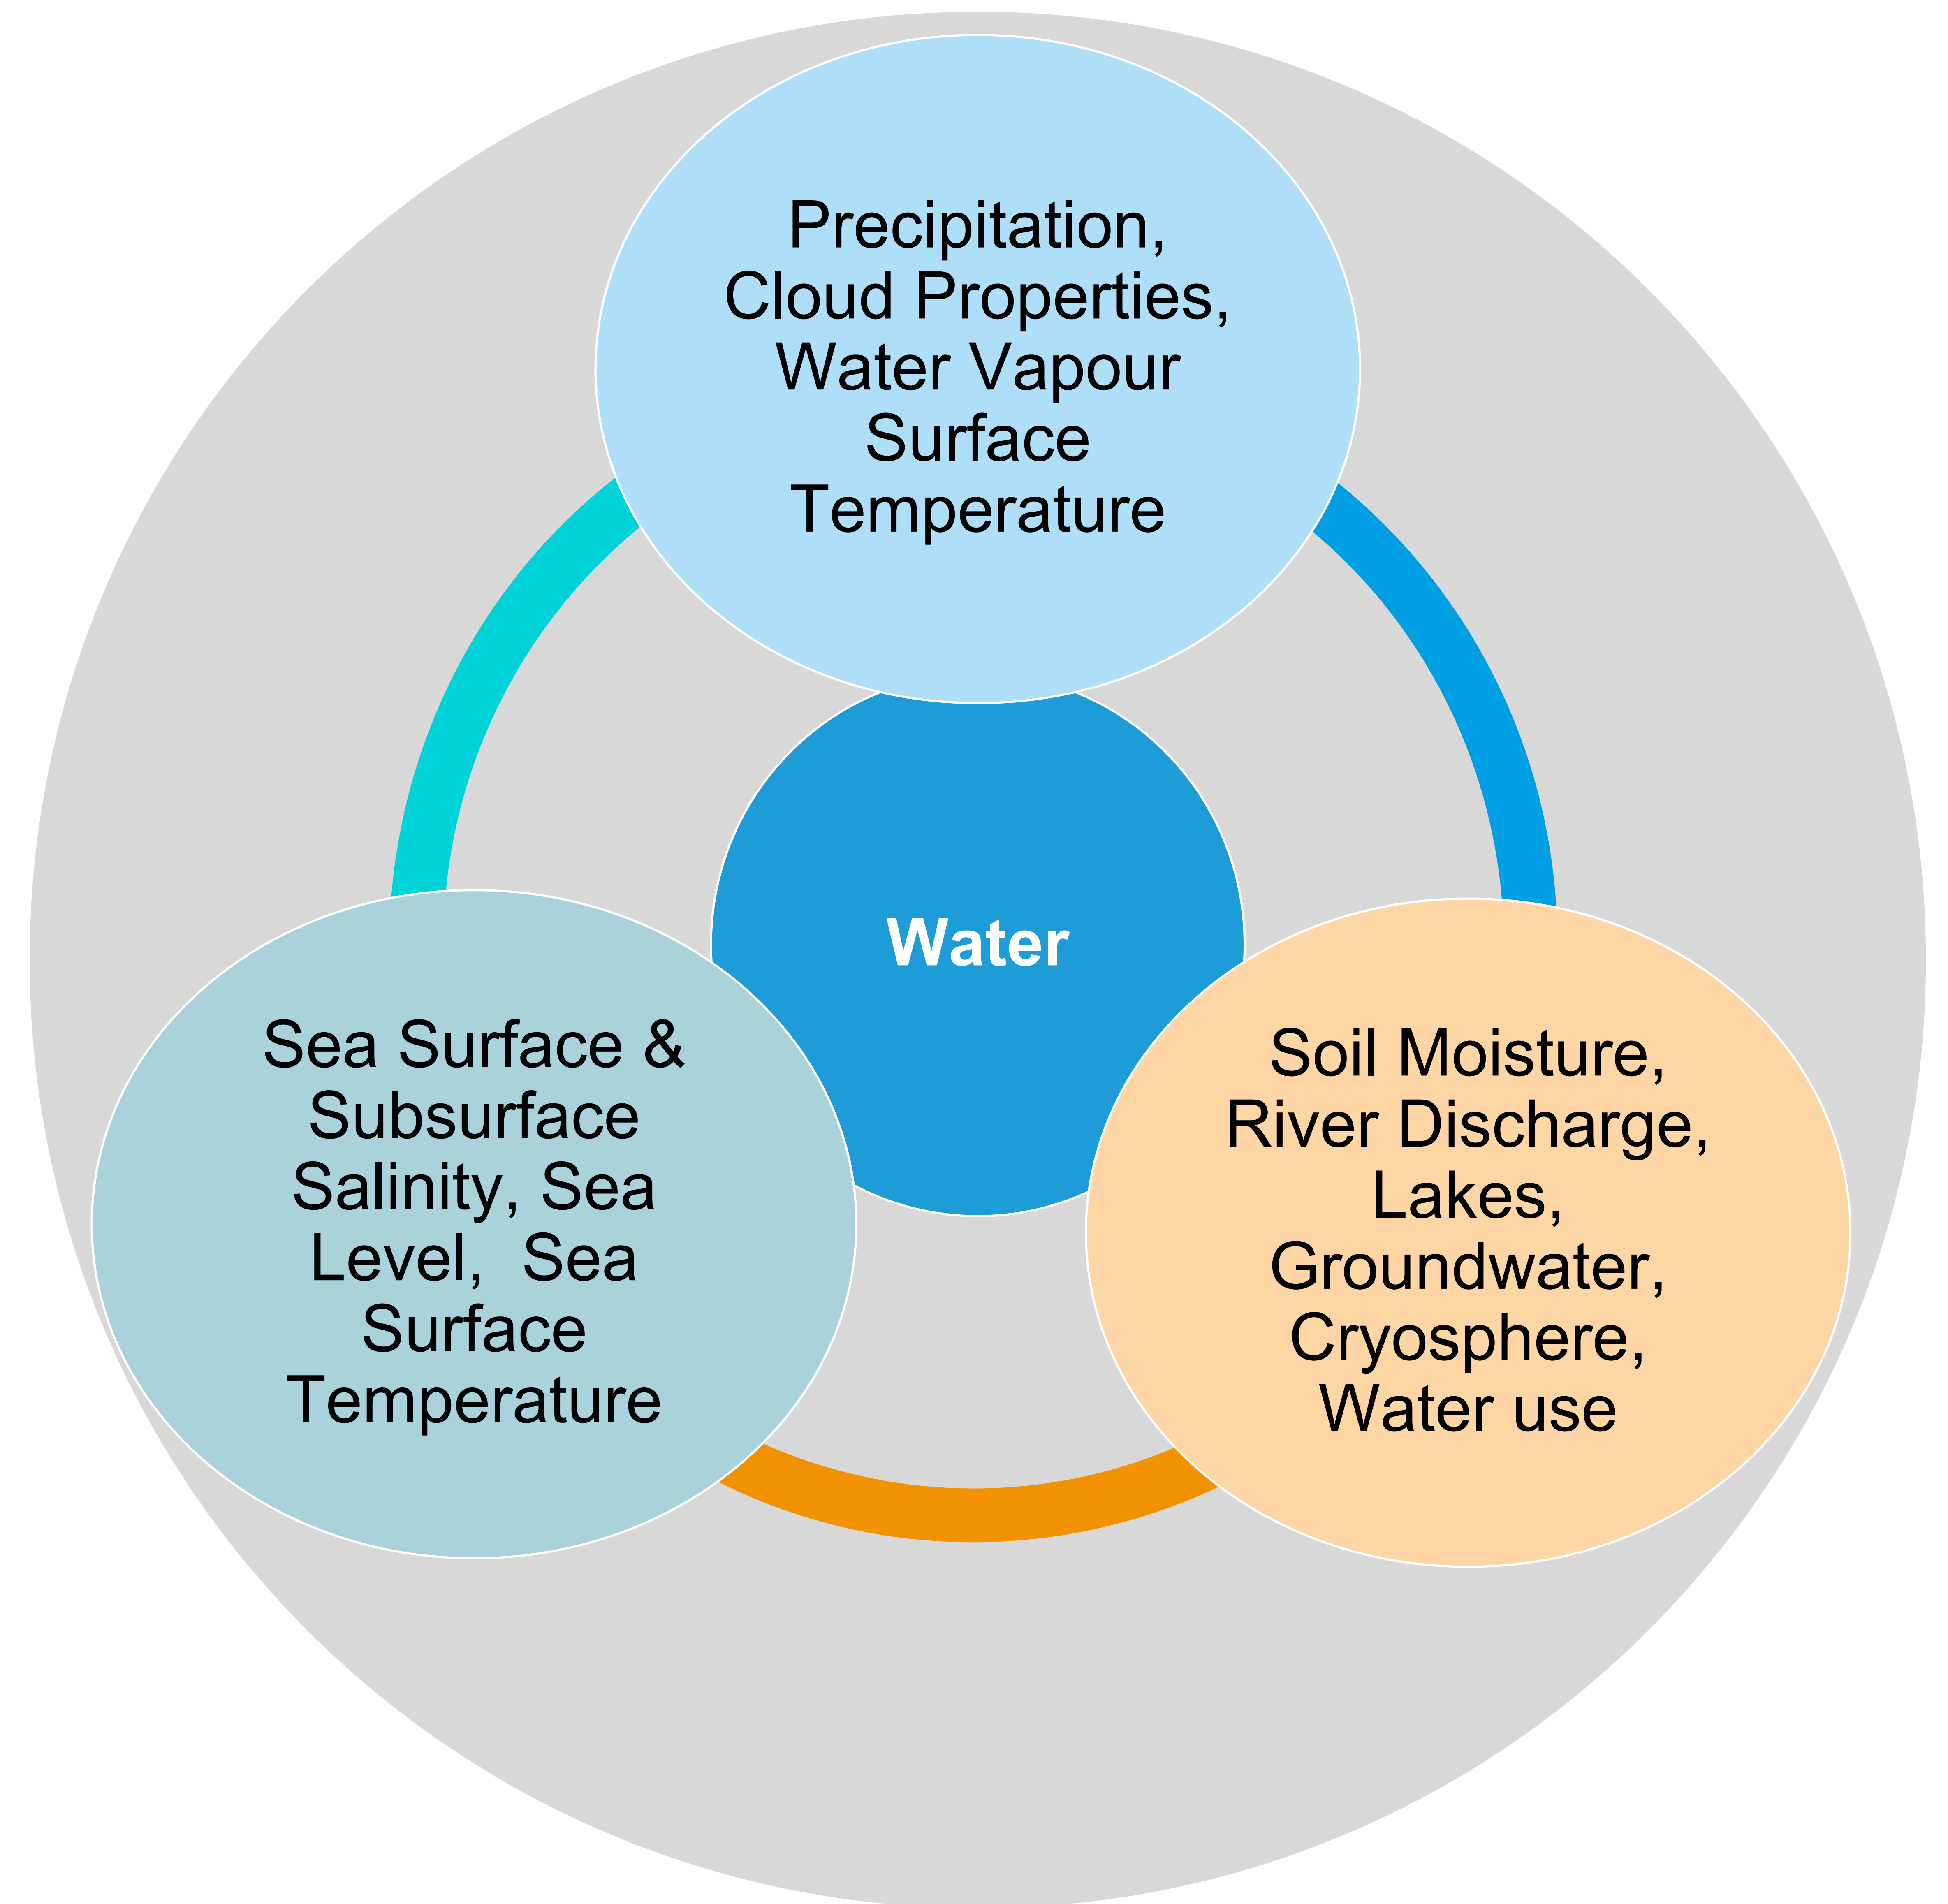 Precipitation,
Cloud Properties,
Water Vapour
Surface
Temperature
Water
Sea Surface &
Subsurface
Salinity, Sea
Level,  Sea
Surface
Temperature
Soil Moisture,
River Discharge,
Lakes,
Groundwater,
Cryosphere,
Water use